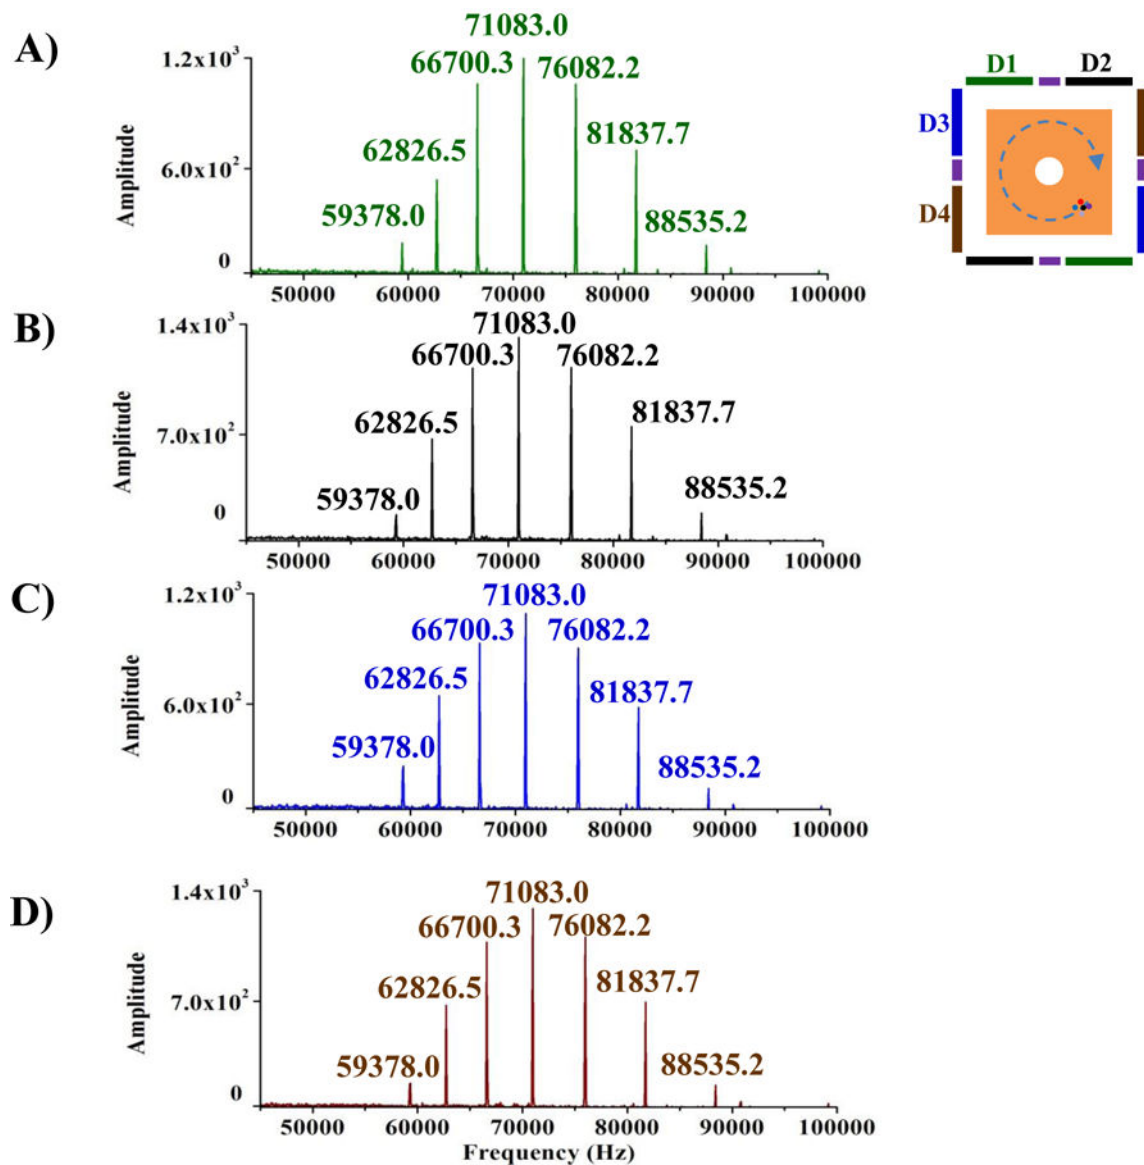 A)
71083.0
1.2x10³
66700.3
76082.2
62826.5
81837.7
6.0x10²
59378.0
88535.2
0
Amplitude
50000 60000 70000 80000 90000 100000
D1
D2
D3
D4
B)
71083.0
1.4x10³
66700.3
76082.2
62826.5
81837.7
7.0x10²
59378.0
88535.2
0
Amplitude
50000 60000 70000 80000 90000 100000
C)
71083.0
1.2x10³
66700.3
76082.2
62826.5
81837.7
6.0x10²
59378.0
88535.2
0
Amplitude
50000 60000 70000 80000 90000 100000
D)
71083.0
1.4x10³
66700.3
76082.2
62826.5
81837.7
7.0x10²
59378.0
88535.2
0
Amplitude
50000 60000 70000 80000 90000 100000
Frequency (Hz)